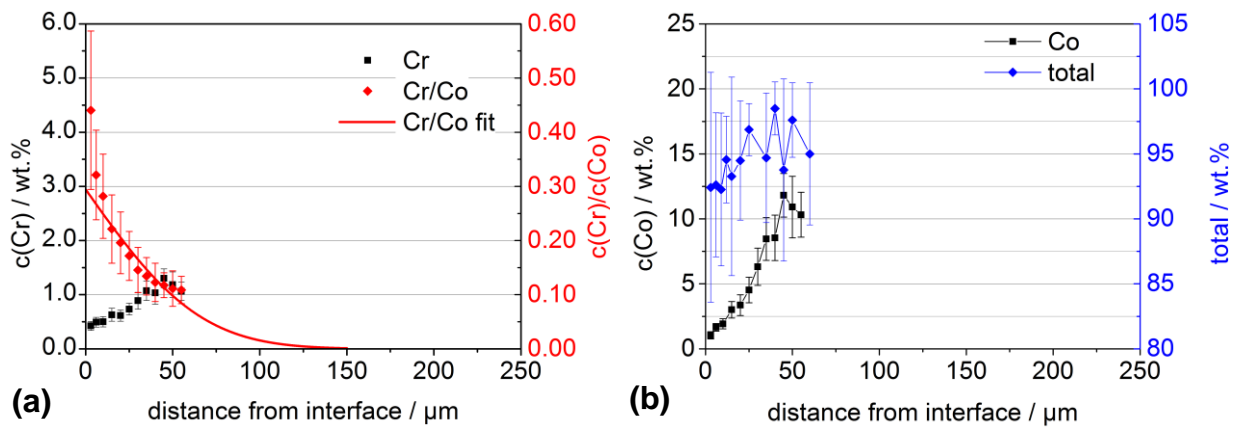 6.0
5.0
4.0
3.0
2.0
1.0
0.0
c(Cr) / wt.%
Cr
Cr/Co
Cr/Co fit
0.60
0.50
0.40
0.30
0.20
0.10
0.00
c(Cr)/c(Co)
0 50 100 150 200 250
distance from interface / μm
(a)
25
20
15
10
5
0
c(Co) / wt.%
Co
total
105
100
95
90
85
80
total / wt.%
0 50 100 150 200 250
distance from interface / μm
(b)